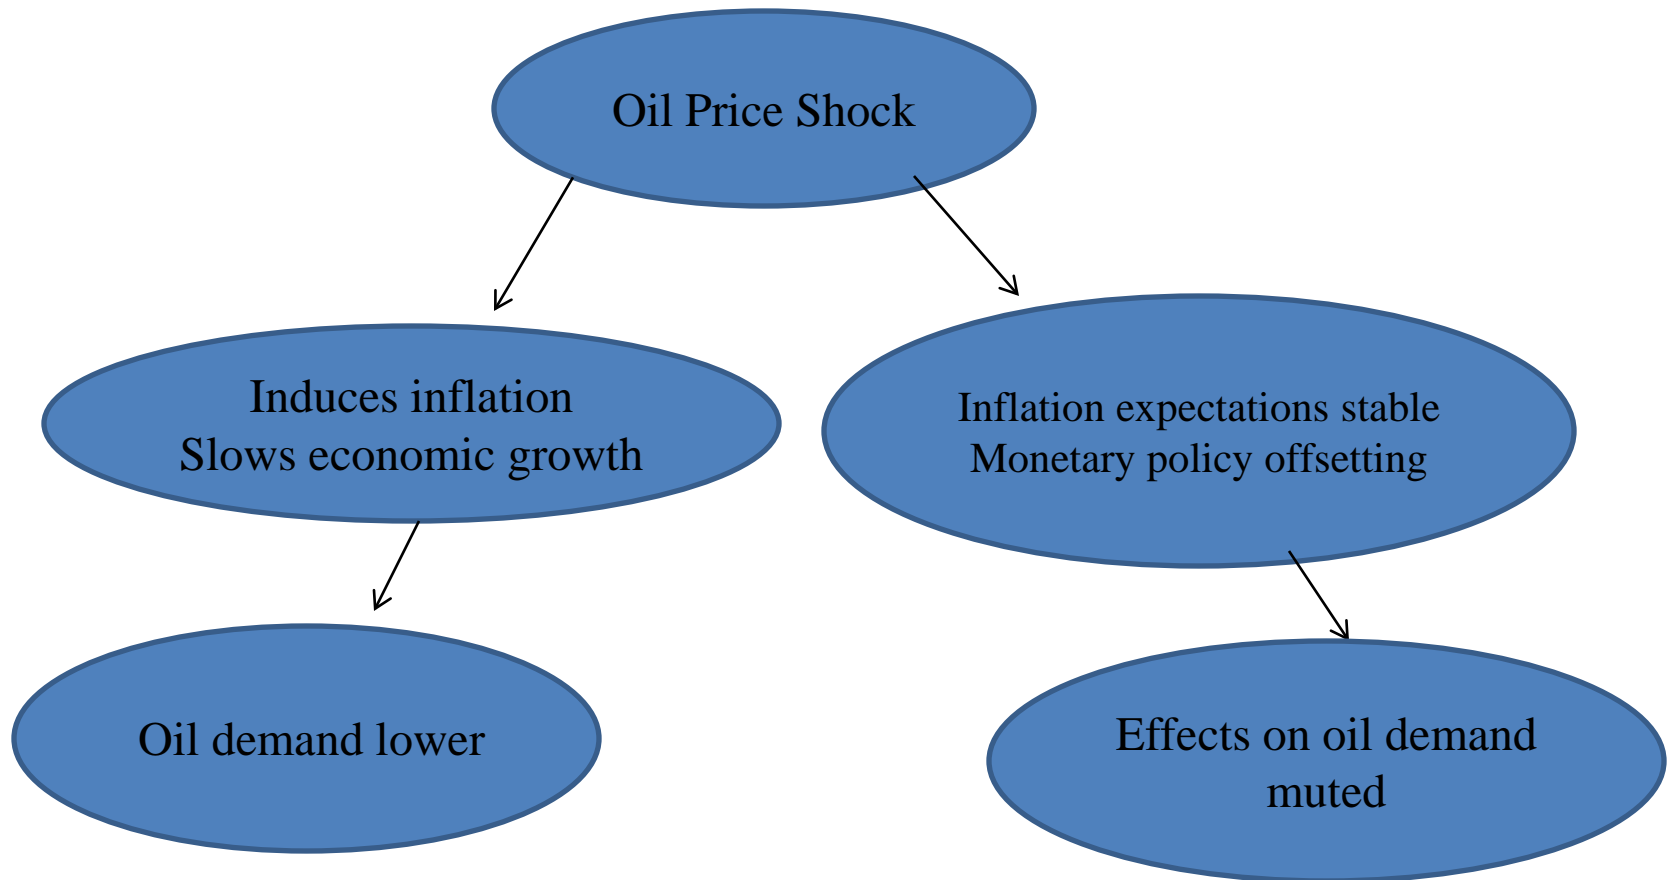 Oil Price Shock
Induces inflation
Slows economic growth
Inflation expectations stable
Monetary policy offsetting
Oil demand lower
Effects on oil demand
muted